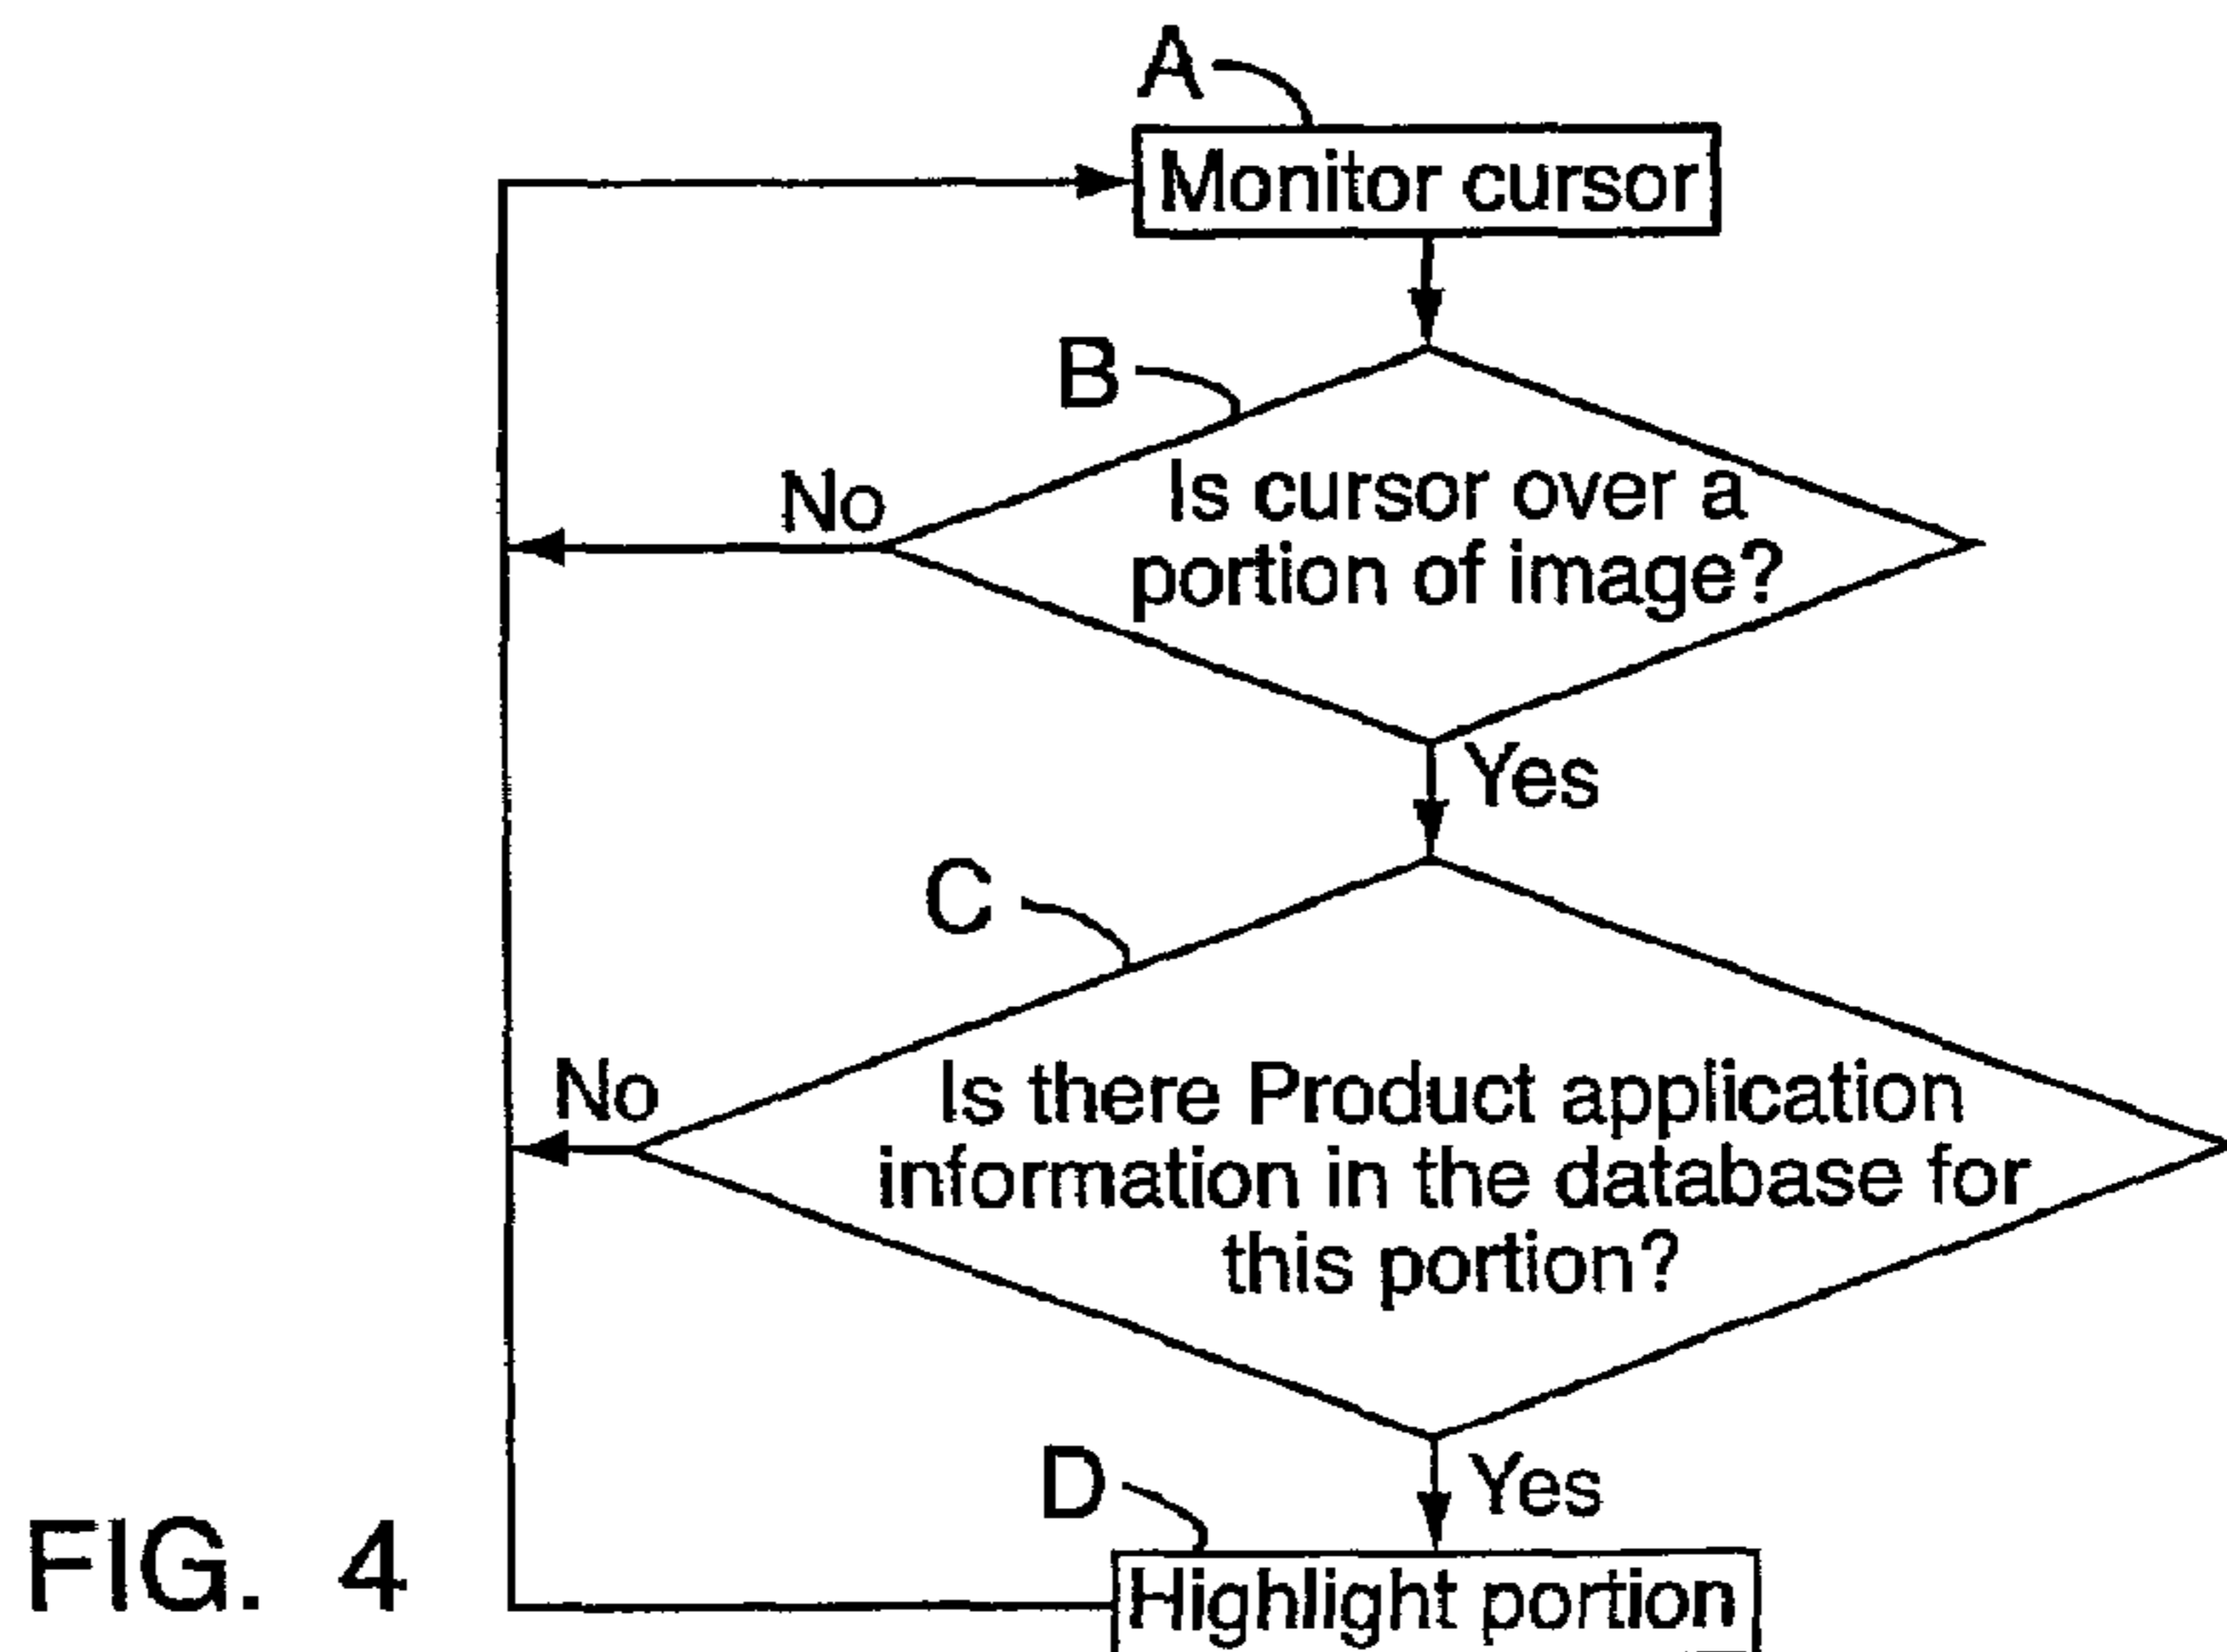 A
Monitor cursor
B
No
Is cursor over a
portion of image?
Yes
C
No
Is there Product application
information in the database for
this portion?
Yes
D
Highlight portion
FIG. 4